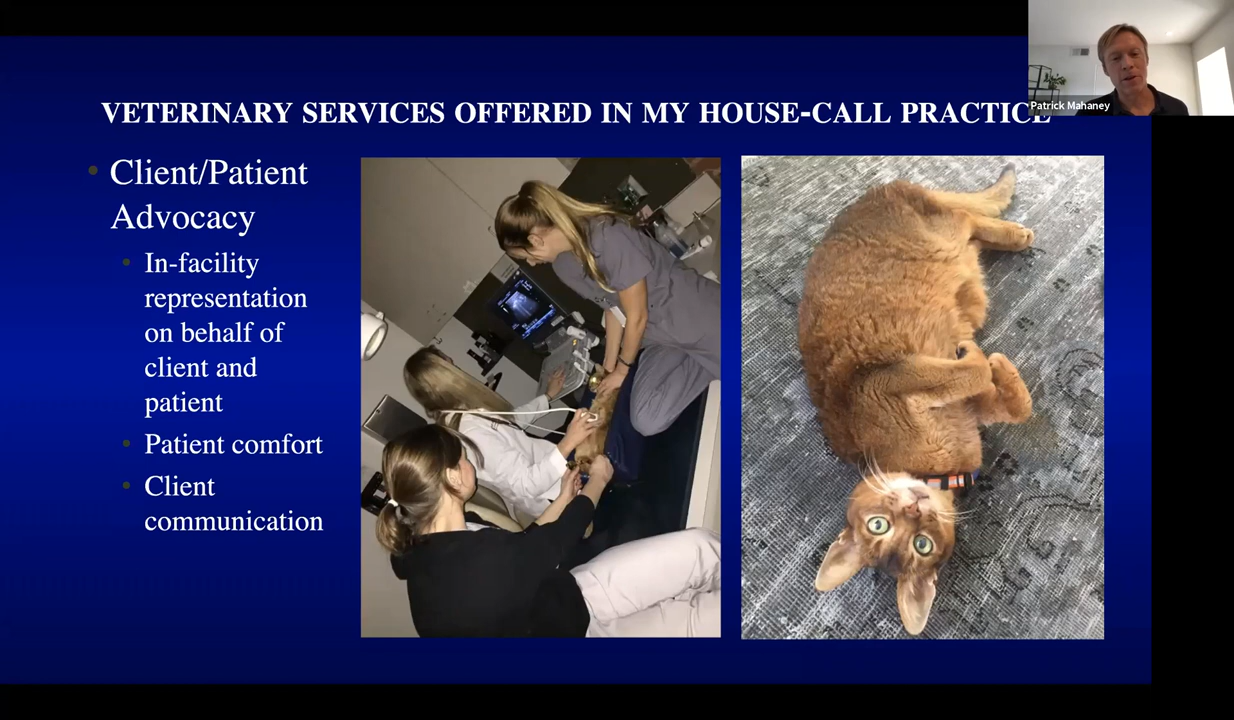 VETERINARY SERVICES OFFERED IN MY HOUSE-CALL PRACTICE
Patrick Mahaney
Client/Patient
Advocacy
In-facility
representation
on behalf of
client and
patient
Patient comfort
Client
communication